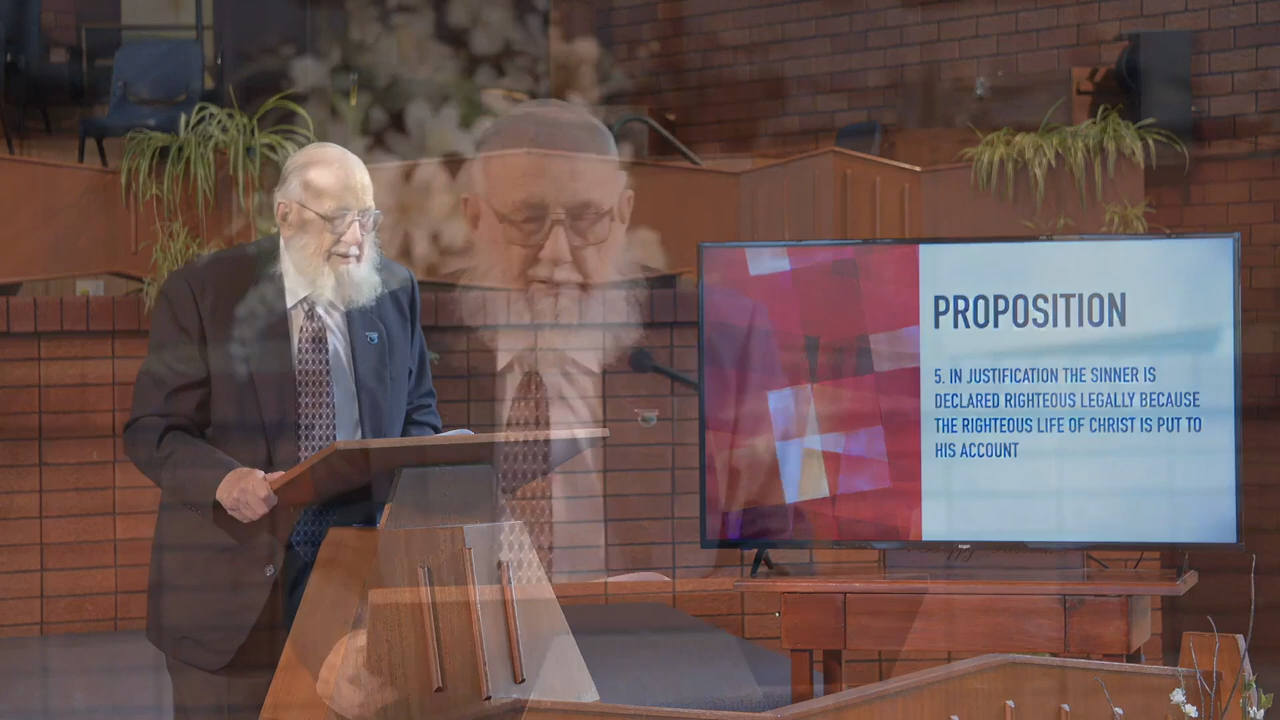 PROPOSITION
5. IN JUSTIFICATION THE SINNER IS
DECLARED RIGHTEOUS LEGALLY BECAUSE
THE RIGHTEOUS LIFE OF CHRIST IS PUT TO
HIS ACCOUNT